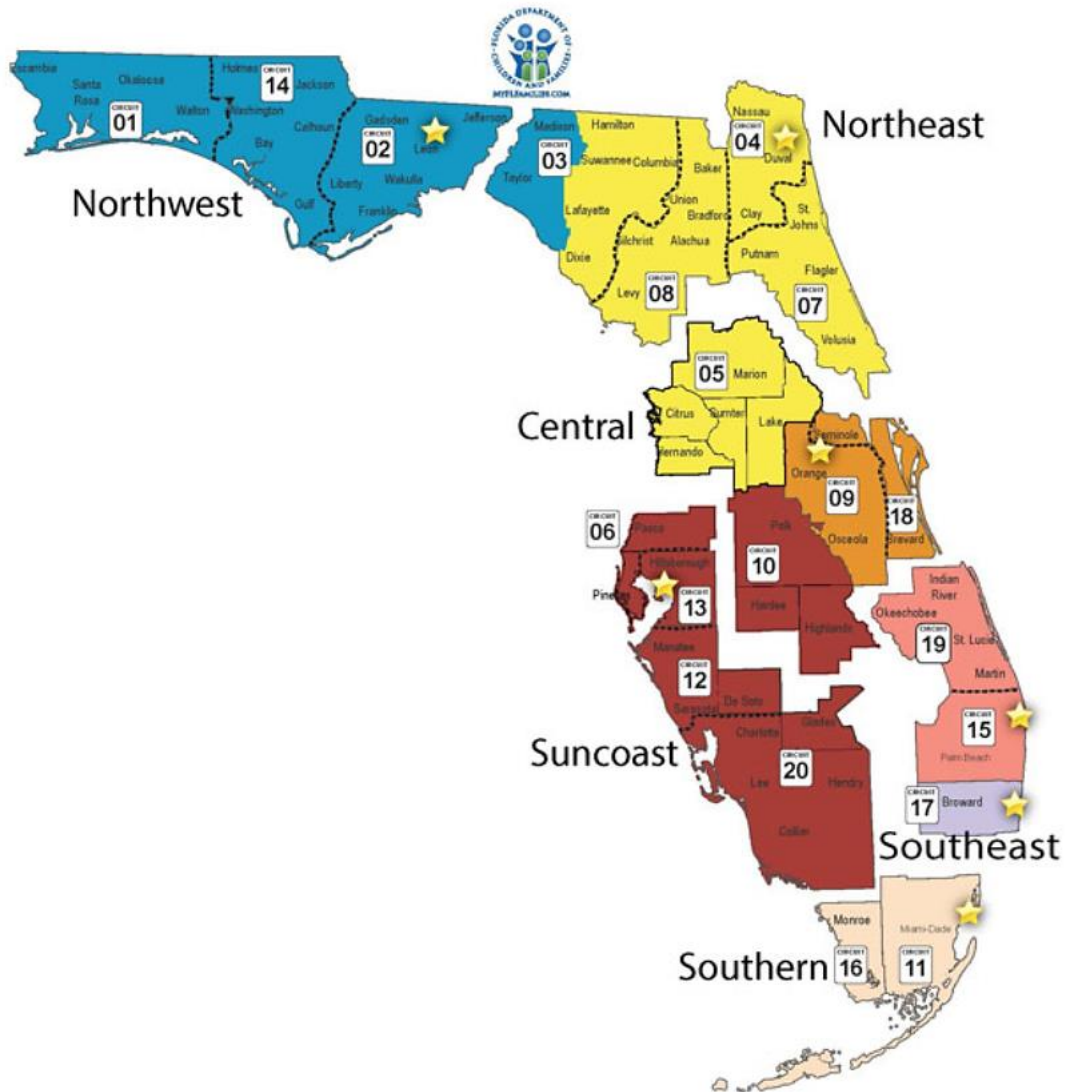 FLORIDA DEPARTMENT OF
CHILDREN AND FAMILIES
MYFLFAMILIES.COM
Escambia
Santa
Rosa
Okaloosa
Walton
CIRCUIT
01
Holmes
CIRCUIT
14
Jackson
Washington
Bay
Calhoun
Gulf
Gadsden
Jefferson
CIRCUIT
02
Leon
Liberty
Wakulla
Franklin
Northwest
Madison
CIRCUIT
03
Taylor
Hamilton
Suwannee
Columbia
Lafayette
Dixie
Baker
Union
Bradford
Gilchrist
Alachua
Levy
CIRCUIT
08
Nassau
CIRCUIT
04
Duval
Clay
St.
Johns
Putnam
Flagler
CIRCUIT
07
Volusia
Northeast
CIRCUIT
05
Marion
Citrus
Sumter
Lake
Hernando
Central
Seminole
Orange
CIRCUIT
09
Osceola
CIRCUIT
18
Brevard
CIRCUIT
06
Pasco
Pinellas
Hillsborough
CIRCUIT
13
Polk
CIRCUIT
10
Hardee
Highlands
Manatee
CIRCUIT
12
Sarasota
De Soto
Charlotte
Glades
CIRCUIT
20
Lee
Hendry
Collier
Suncoast
Indian
River
Okeechobee
CIRCUIT
19
St. Lucie
Martin
CIRCUIT
15
Palm Beach
CIRCUIT
17
Broward
Southeast
Monroe
Miami-Dade
CIRCUIT
16
CIRCUIT
11
Southern